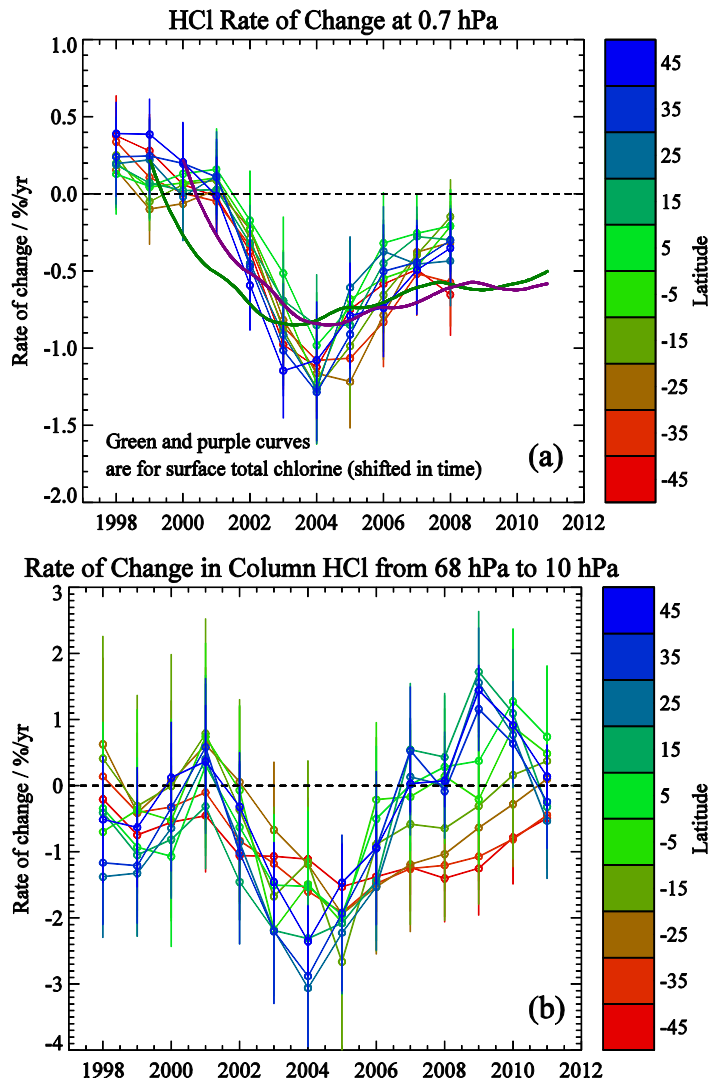 HCl Rate of Change at 0.7 hPa
1.0
0.5
0.0
-0.5
-1.0
-1.5
-2.0
Rate of change / %/yr
Green and purple curves
are for surface total chlorine (shifted in time)
(a)
1998 2000 2002 2004 2006 2008 2010 2012
45
35
25
15
5
-5
-15
-25
-35
-45
Latitude
Rate of Change in Column HCl from 68 hPa to 10 hPa
3
2
1
0
-1
-2
-3
-4
Rate of change / %/yr
(b)
1998 2000 2002 2004 2006 2008 2010 2012
45
35
25
15
5
-5
-15
-25
-35
-45
Latitude